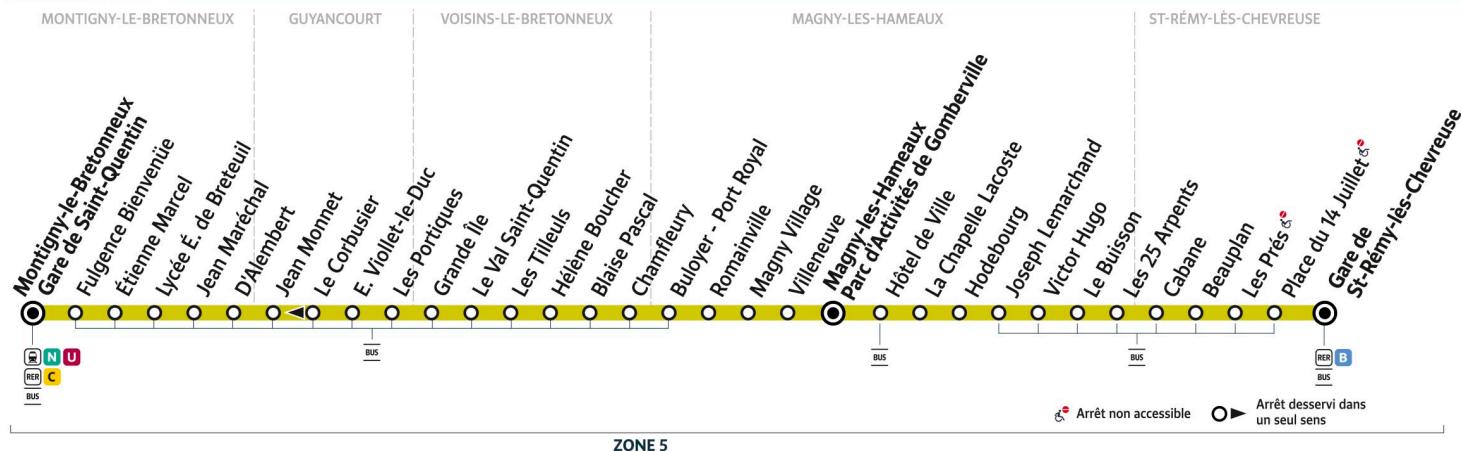 MONTIGNY-LE-BRETONNEUX
GUYANCOURT
VOISINS-LE-BRETONNEUX
MAGNY-LES-HAMEAUX
ST-RÉMY-LÈS-CHEVREUSE
Montigny-le-Bretonneux
Gare de Saint-Quentin
Fulgence Bienvenüe
Étienne Marcel
Lycée É. de Breteuil
Jean Maréchal
D'Alembert
Jean Monnet
Le Corbusier
E. Viollet-le-Duc
Les Portiques
Grande Île
Le Val Saint-Quentin
Les Tilleuls
Hélène Boucher
Blaise Pascal
Chamfleury
Buloyer - Port Royal
Romainville
Magny Village
Villeneuve
Magny-les-Hameaux
Parc d'Activités de Gomberville
Hôtel de Ville
La Chapelle Lacoste
Hodebourg
Joseph Lemarchand
Victor Hugo
Le Buisson
Les 25 Arpents
Cabane
Beauplan
Les Prés
Place du 14 Juillet
Gare de
St-Rémy-lès-Chevreuse
N U
RER C
BUS
BUS
BUS
BUS
RER B
BUS
Arrêt non accessible
Arrêt desservi dans
un seul sens
ZONE 5